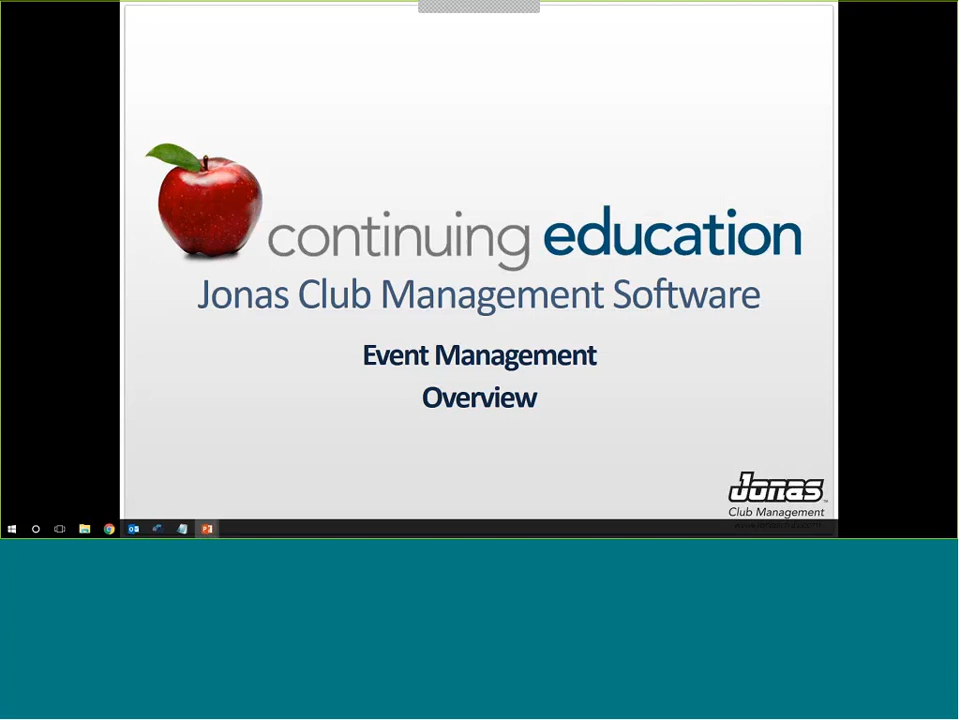 continuing education
Jonas Club Management Software
Event Management
Overview
Jonas
Club Management